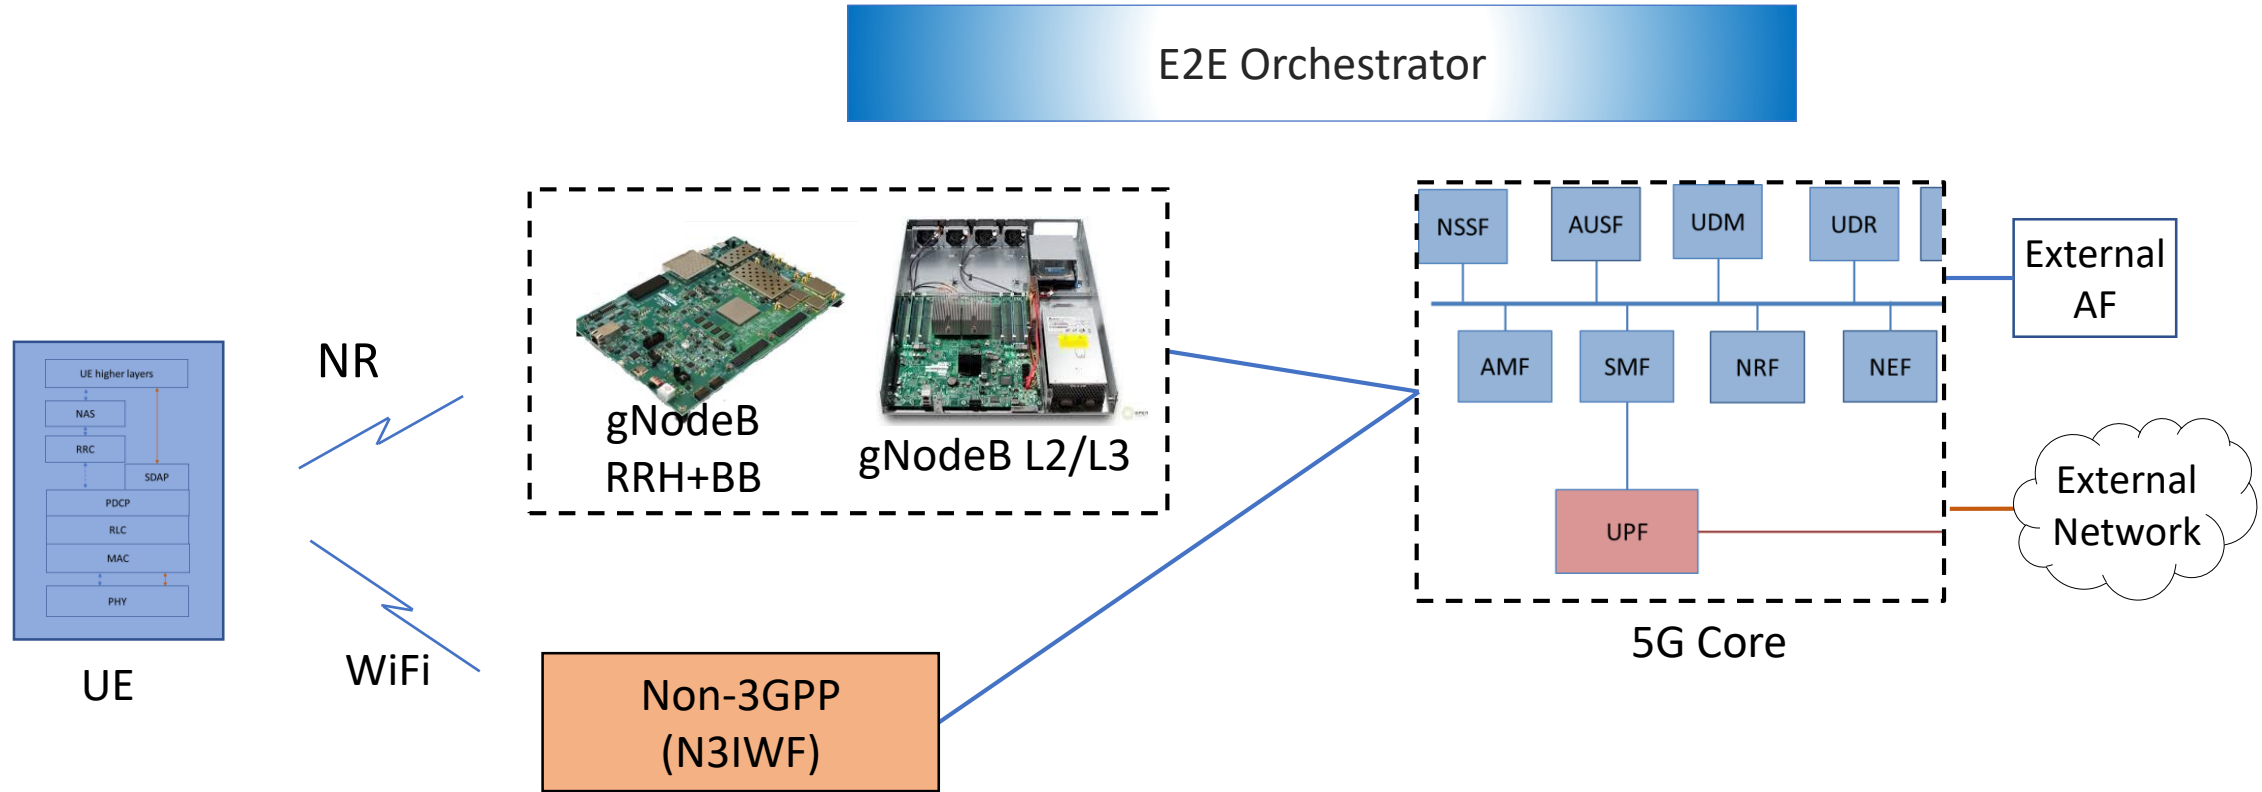 E2E Orchestrator
NSSF
AUSF
UDM
UDR
External
AF
AMF
SMF
NRF
NEF
UPF
External
Network
5G Core
gNodeB
RRH+BB
gNodeB L2/L3
NR
UE higher layers
NAS
RRC
SDAP
PDCP
RLC
MAC
PHY
UE
WiFi
Non-3GPP
(N3IWF)